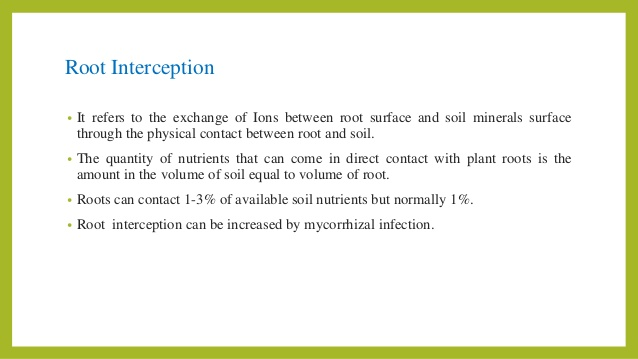 Root Interception
• It refers to the exchange of Ions between root surface and soil minerals surface
through the physical contact between root and soil.
• The quantity of nutrients that can come in direct contact with plant roots is the
amount in the volume of soil equal to volume of root.
• Roots can contact 1-3% of available soil nutrients but normally 1%.
• Root interception can be increased by mycorrhizal infection.